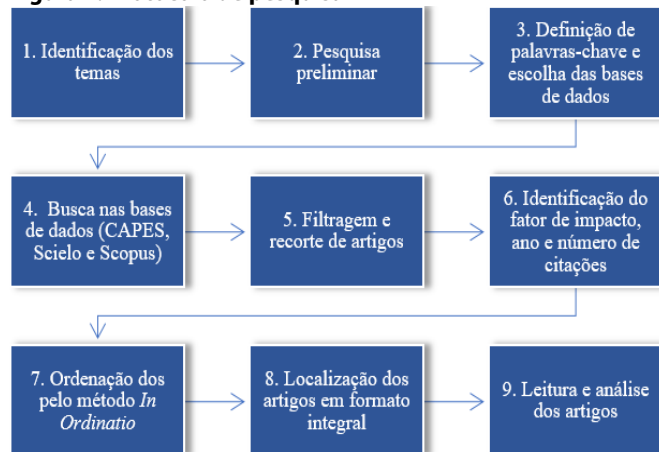 1. Identificação dos
temas
2. Pesquisa
preliminar
3. Definição de
palavras-chave e
escolha das bases
de dados
4. Busca nas bases
de dados (CAPES,
Scielo e Scopus)
5. Filtragem e
recorte de artigos
6. Identificação do
fator de impacto,
ano e número de
citações
7. Ordenação dos
pelo método In
Ordinatio
8. Localização dos
artigos em formato
integral
9. Leitura e análise
dos artigos